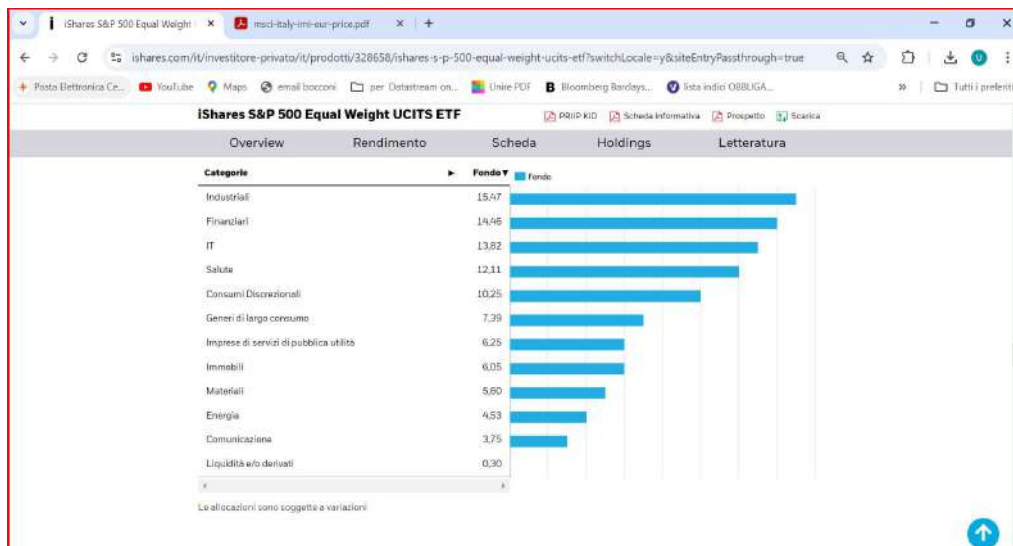 iShares S&P 500 Equal Weight
msci-italy-imi-eur-price.pdf
ishares.com/it/investitore-privato/it/prodotti/328658/ishares-s-p-500-equal-weight-ucits-etf?switchLocale=y&siteEntryPassthrough=true
Posta Elettronica Ce... YouTube Maps email bocconi per Datastream on... Unire PDF Bloomberg Barclays... lista indici OBBLIGA... » Tutti i preferiti
iShares S&P 500 Equal Weight UCITS ETF PRIIP KID Scheda informativa Prospetto Scarica
Overview Rendimento Scheda Holdings Letteratura
Categorie Fondo Fondo
Industriali 15,47
Finanziari 14,46
IT 13,82
Salute 12,11
Consumi Discrezionali 10,25
Generi di largo consumo 7,39
Imprese di servizi di pubblica utilità 6,25
Immobili 6,05
Materiali 5,60
Energia 4,53
Comunicazione 3,75
Liquidità e/o derivati 0,30
Le allocazioni sono soggette a variazioni